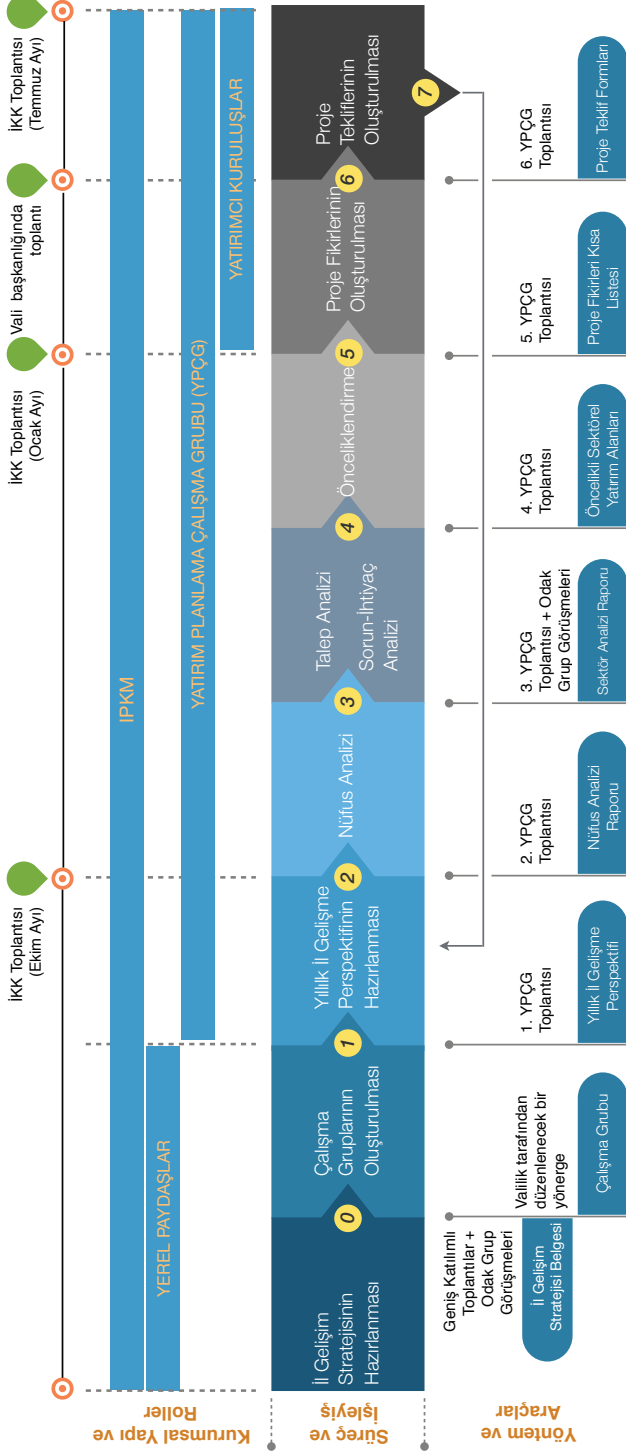 İKK Toplantısı
(Ekim Ayı)
İKK Toplantısı
(Ocak Ayı)
Vali başkanlığında
toplantı
İKK Toplantısı
(Temmuz Ayı)
Kurumsal Yapı ve
Roller
IPKM
YEREL PAYDAŞLAR
YATIRIM PLANLAMA ÇALIŞMA GRUBU (YPÇG)
YATIRIMCI KURULUŞLAR
Süreç ve
İşleyiş
İl Gelişim
Stratejisinin
Hazırlanması
0
Çalışma
Gruplarının
Oluşturulması
1
Yıllık İl Gelişme
Perspektifinin
Hazırlanması
2
Nüfus Analizi
3
Talep Analizi
Sorun-İhtiyaç
Analizi
4
Önceliklendirme
5
Proje Fikirlerinin
Oluşturulması
6
Proje
Tekliflerinin
Oluşturulması
7
Yöntem ve
Araçlar
Geniş Katılımlı
Toplantılar +
Odak Grup
Görüşmeleri
İl Gelişim
Stratejisi Belgesi
Valilik tarafından
düzenlenecek bir
yönerge
Çalışma Grubu
1. YPÇG
Toplantısı
Yıllık İl Gelişme
Perspektifi
2. YPÇG
Toplantısı
Nüfus Analizi
Raporu
3. YPÇG
Toplantısı + Odak
Grup Görüşmeleri
Sektör Analizi Raporu
4. YPÇG
Toplantısı
Öncelikli Sektörel
Yatırım Alanları
5. YPÇG
Toplantısı
Proje Fikirleri Kısa
Listesi
6. YPÇG
Toplantısı
Proje Teklif Formları